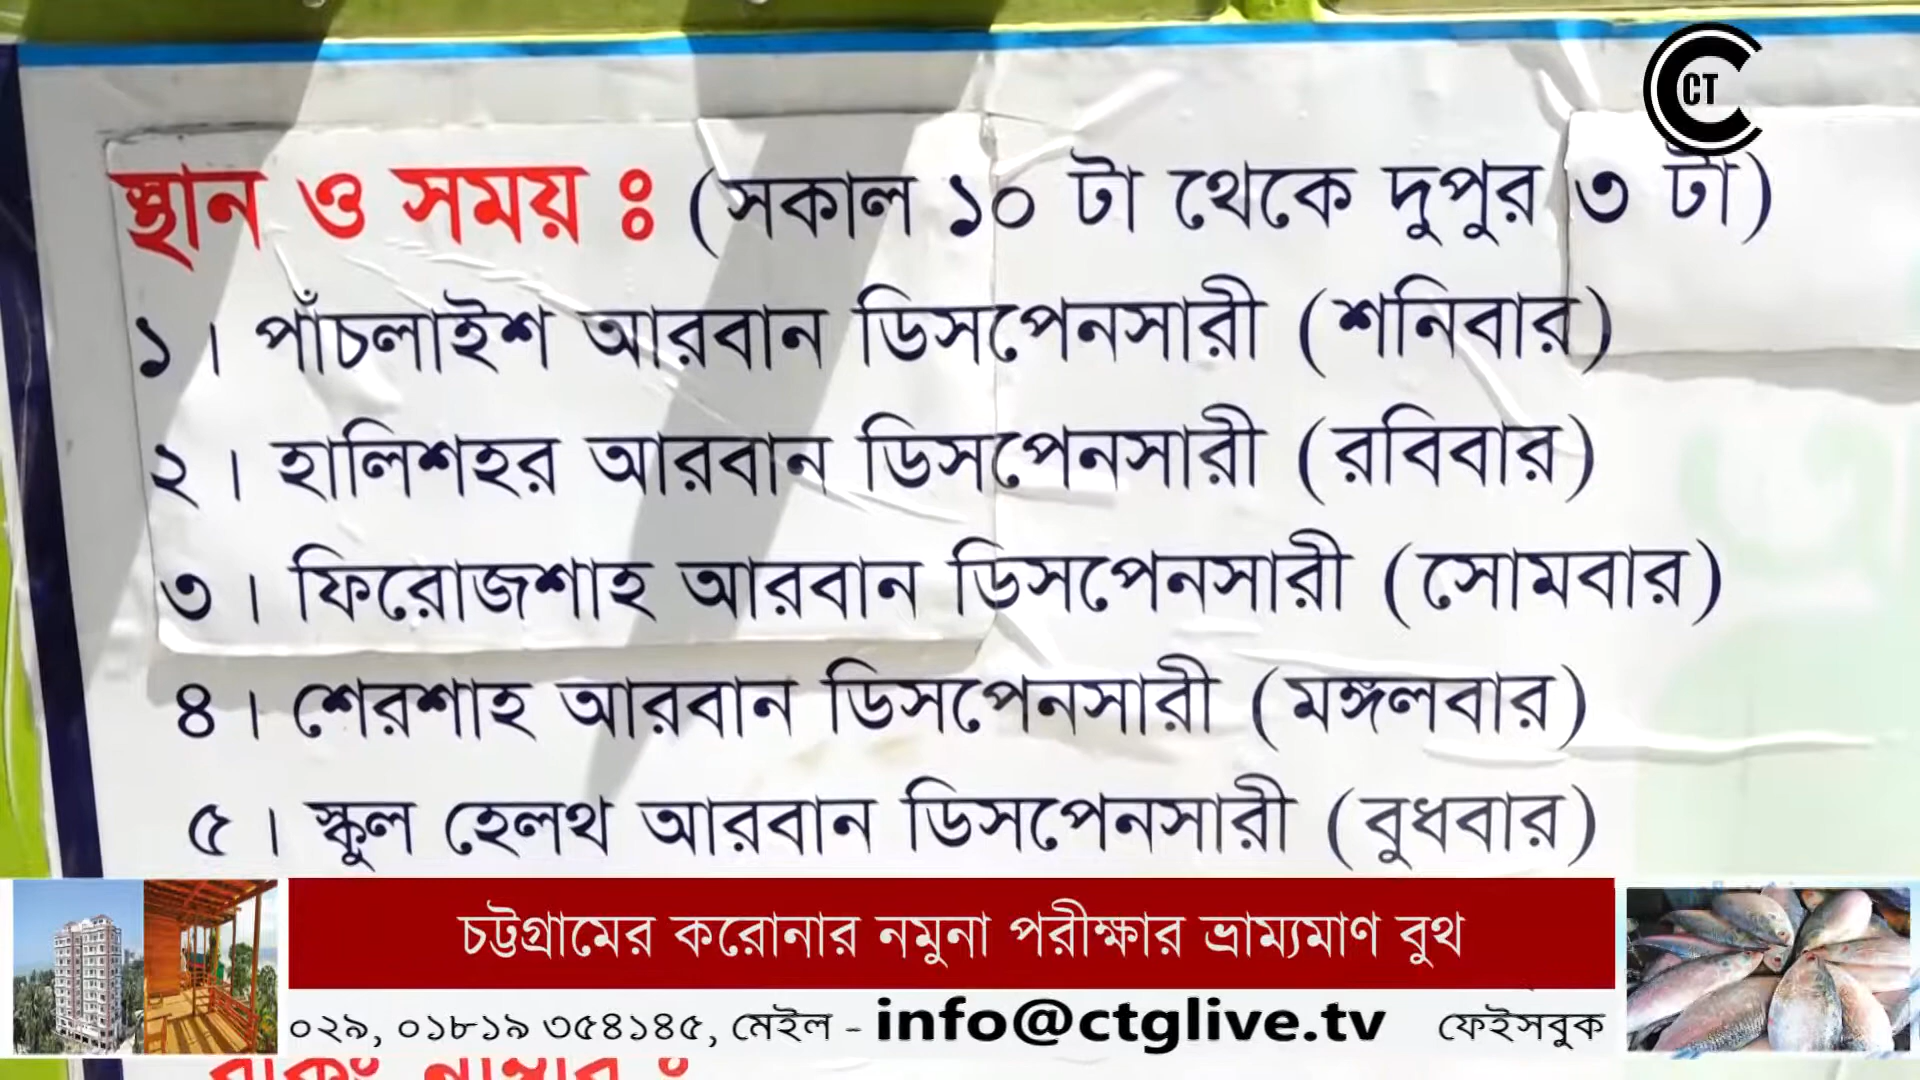 CT
স্থান ও সময় ঃ (সকাল ১০ টা থেকে দুপুর ৩ টা)
১। পাঁচলাইশ আরবান ডিসপেনসারী (শনিবার)
২। হালিশহর আরবান ডিসপেনসারী (রবিবার)
৩। ফিরোজশাহ আরবান ডিসপেনসারী (সোমবার)
৪। শেরশাহ আরবান ডিসপেনসারী (মঙ্গলবার)
৫। স্কুল হেলথ আরবান ডিসপেনসারী (বুধবার)
চট্টগ্রামের করোনার নমুনা পরীক্ষার ভ্রাম্যমাণ বুথ
০২৯, ০১৮১৯ ৩৫৪১৪৫, মেইল - info@ctglive.tv ফেইসবুক